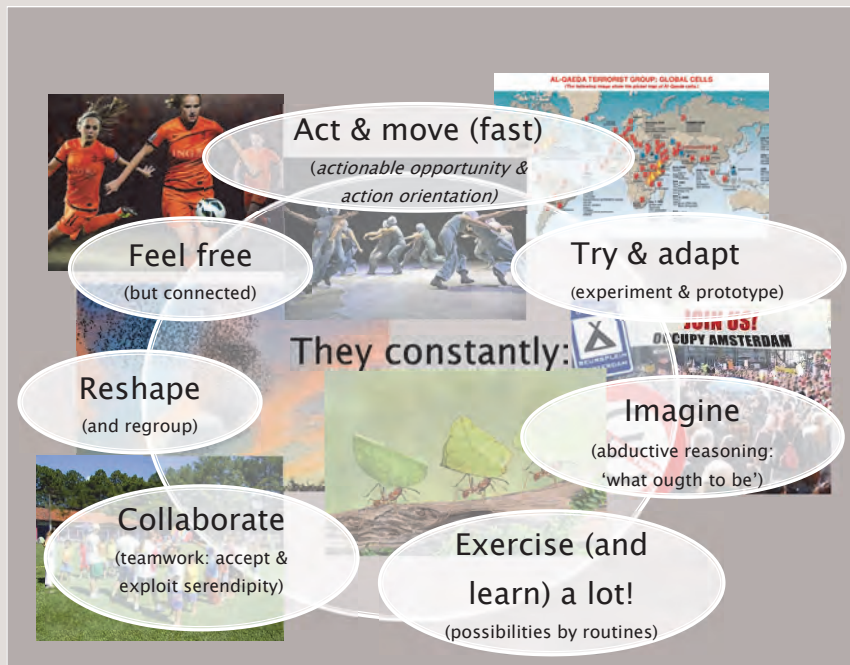 AL-QAEDA TERRORIST GROUP: GLOBAL CELLS
Act & move (fast)
(actionable opportunity &
action orientation)
Feel free
(but connected)
Try & adapt
(experiment & prototype)
JOIN US!
OCCUPY AMSTERDAM
They constantly:
Reshape
(and regroup)
Imagine
(abductive reasoning:
‘what ougth to be’)
Collaborate
(teamwork: accept &
exploit serendipity)
Exercise (and
learn) a lot!
(possibilities by routines)